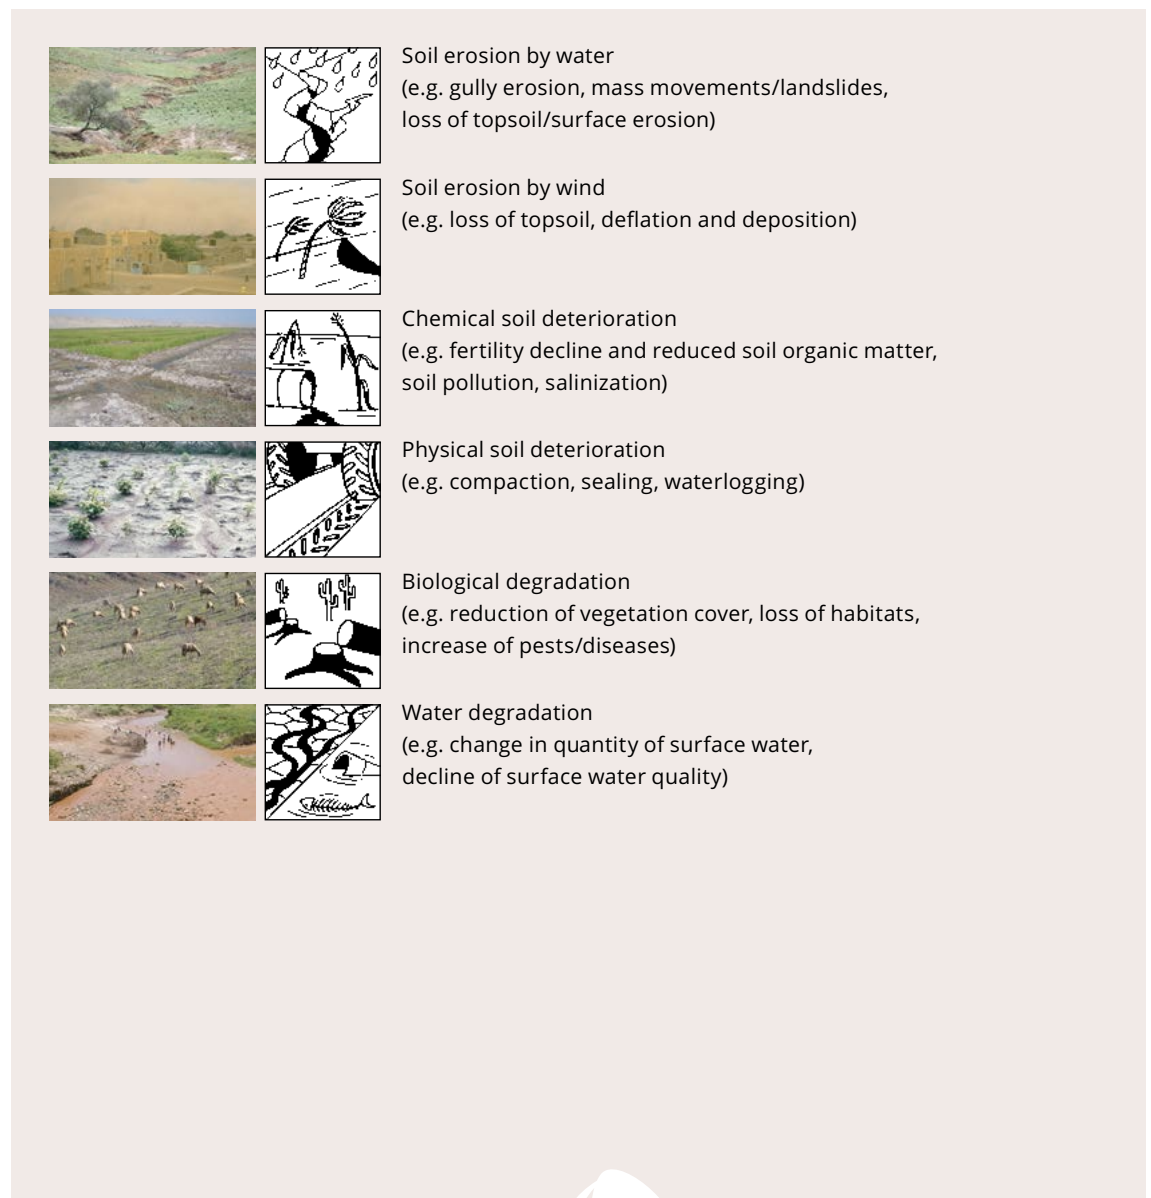 Soil erosion by water
(e.g. gully erosion, mass movements/landslides,
loss of topsoil/surface erosion)
Soil erosion by wind
(e.g. loss of topsoil, deflation and deposition)
Chemical soil deterioration
(e.g. fertility decline and reduced soil organic matter,
soil pollution, salinization)
Physical soil deterioration
(e.g. compaction, sealing, waterlogging)
Biological degradation
(e.g. reduction of vegetation cover, loss of habitats,
increase of pests/diseases)
Water degradation
(e.g. change in quantity of surface water,
decline of surface water quality)